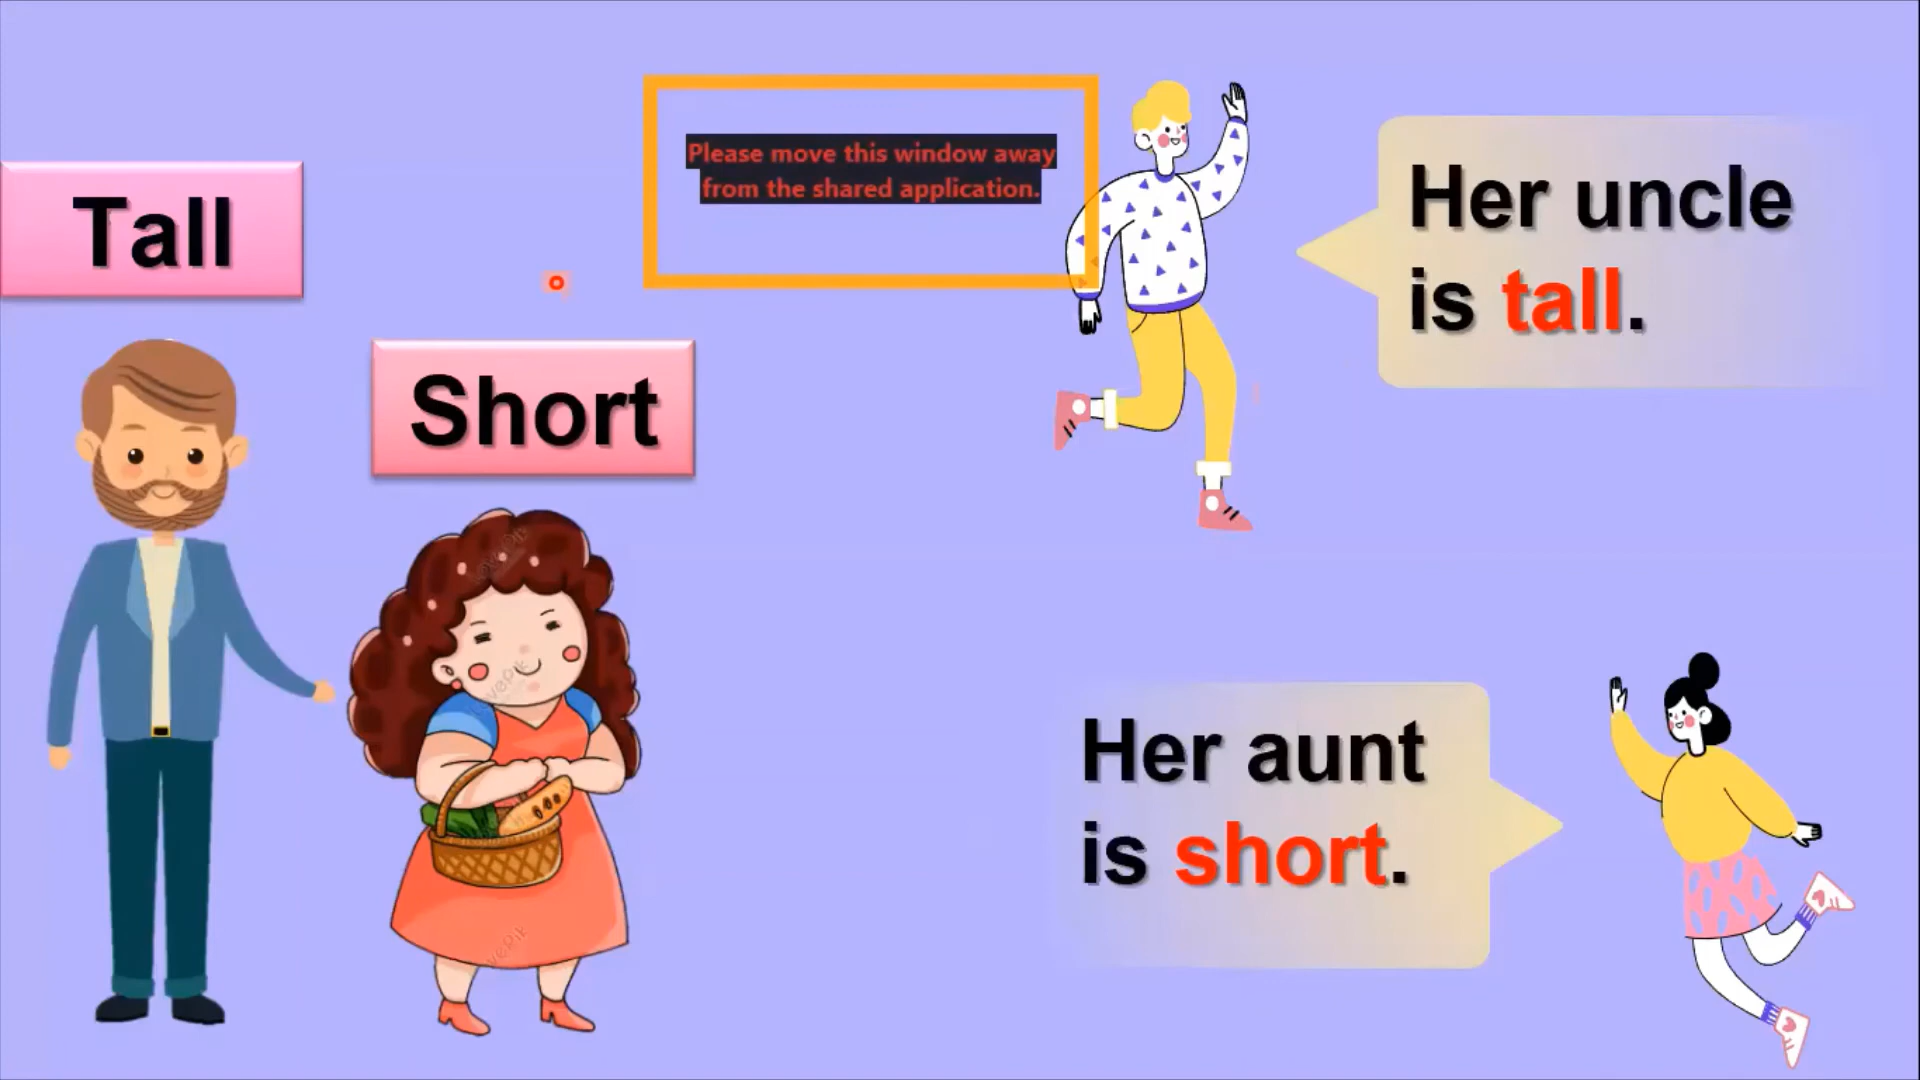 Please move this window away
from the shared application.
Tall
Her uncle
is tall.
Short
Her aunt
is short.